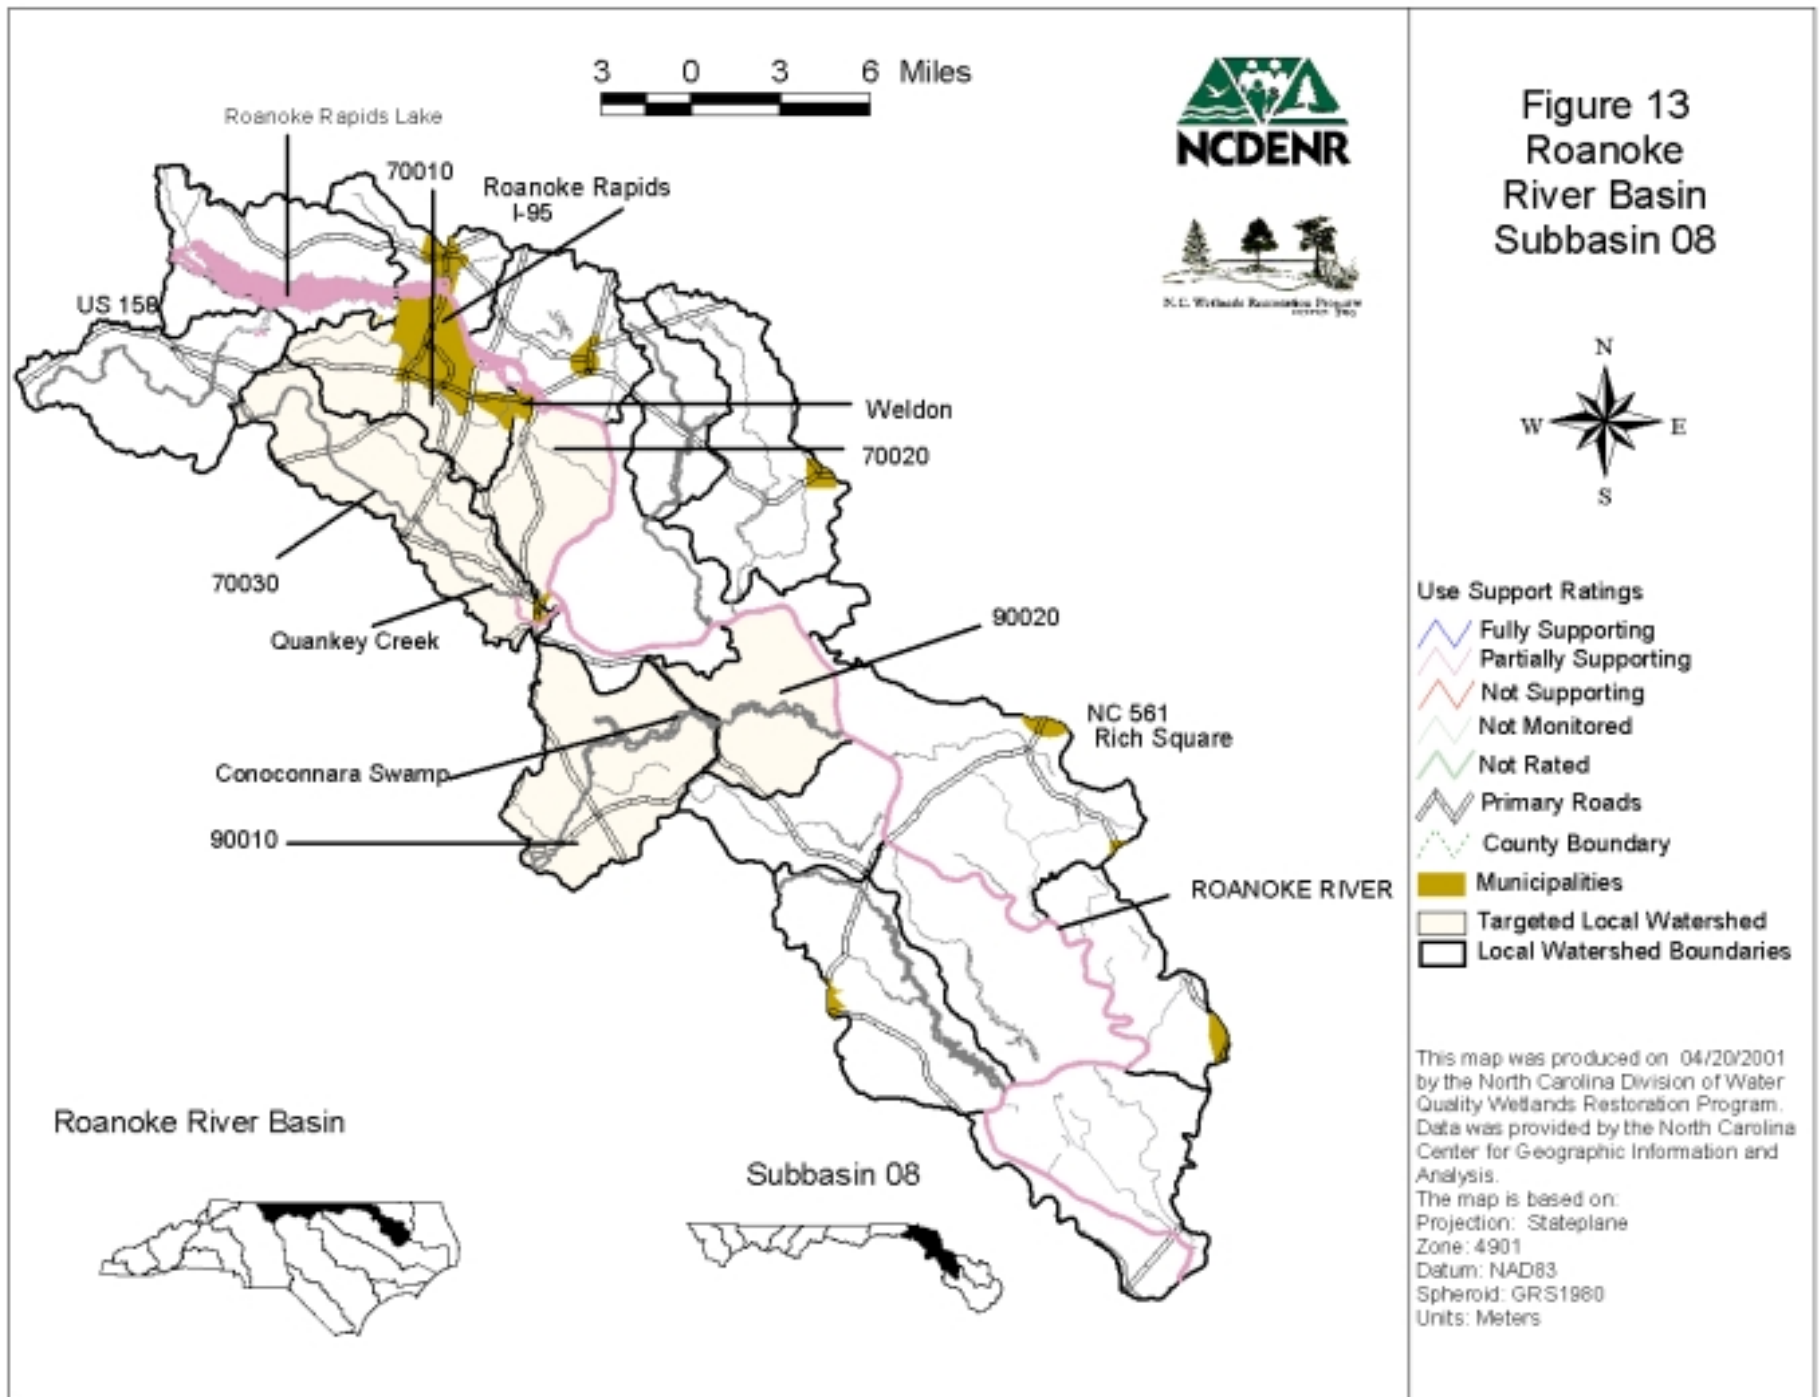 3 0 3 6 Miles
Roanoke Rapids Lake
70010
Roanoke Rapids
I-95
US 158
Weldon
70020
70030
Quankey Creek
90020
NC 561
Rich Square
Conoconnara Swamp
90010
ROANOKE RIVER
Roanoke River Basin
Subbasin 08
NCDENR
N.C. Wetlands Restoration Program
Figure 13
Roanoke
River Basin
Subbasin 08
N
W E
S
Use Support Ratings
Fully Supporting
Partially Supporting
Not Supporting
Not Monitored
Not Rated
Primary Roads
County Boundary
Municipalities
Targeted Local Watershed
Local Watershed Boundaries
This map was produced on 04/20/2001
by the North Carolina Division of Water
Quality Wetlands Restoration Program.
Data was provided by the North Carolina
Center for Geographic Information and
Analysis.
The map is based on:
Projection: Stateplane
Zone: 4901
Datum: NAD83
Spheroid: GRS1980
Units: Meters